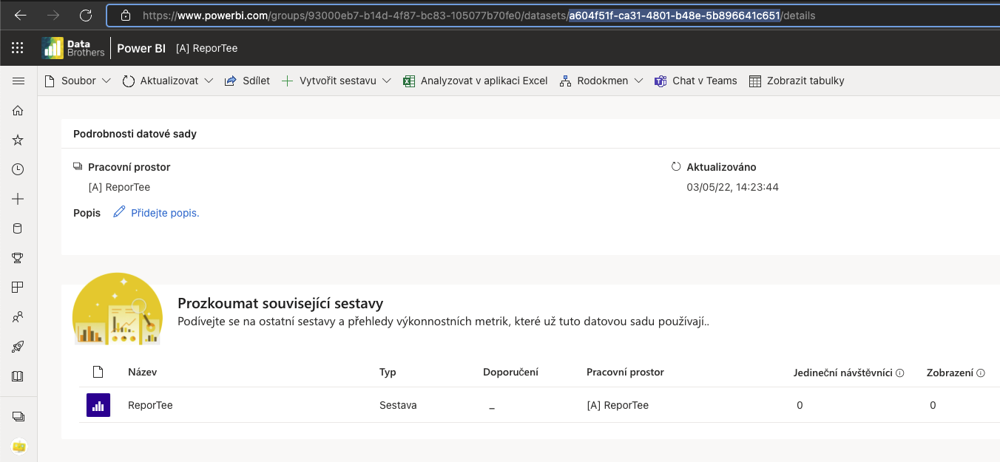 https://www.powerbi.com/groups/93000eb7-b14d-4f87-bc83-105077b70fe0/datasets/a604f51f-ca31-4801-b48e-5b896641c651/details
Data Brothers Power BI [A] ReporTee
Soubor Aktualizovat Sdílet Vytvořit sestavu Analyzovat v aplikaci Excel Rodokmen Chat v Teams Zobrazit tabulky
Podrobnosti datové sady
Pracovní prostor Aktualizováno
[A] ReporTee 03/05/22, 14:23:44
Popis Přidejte popis.
Prozkoumat související sestavy
Podívejte se na ostatní sestavy a přehledy výkonnostních metrik, které už tuto datovou sadu používají..
Název Typ Doporučení Pracovní prostor Jedineční návštěvníci Zobrazení
ReporTee Sestava _ [A] ReporTee 0 0